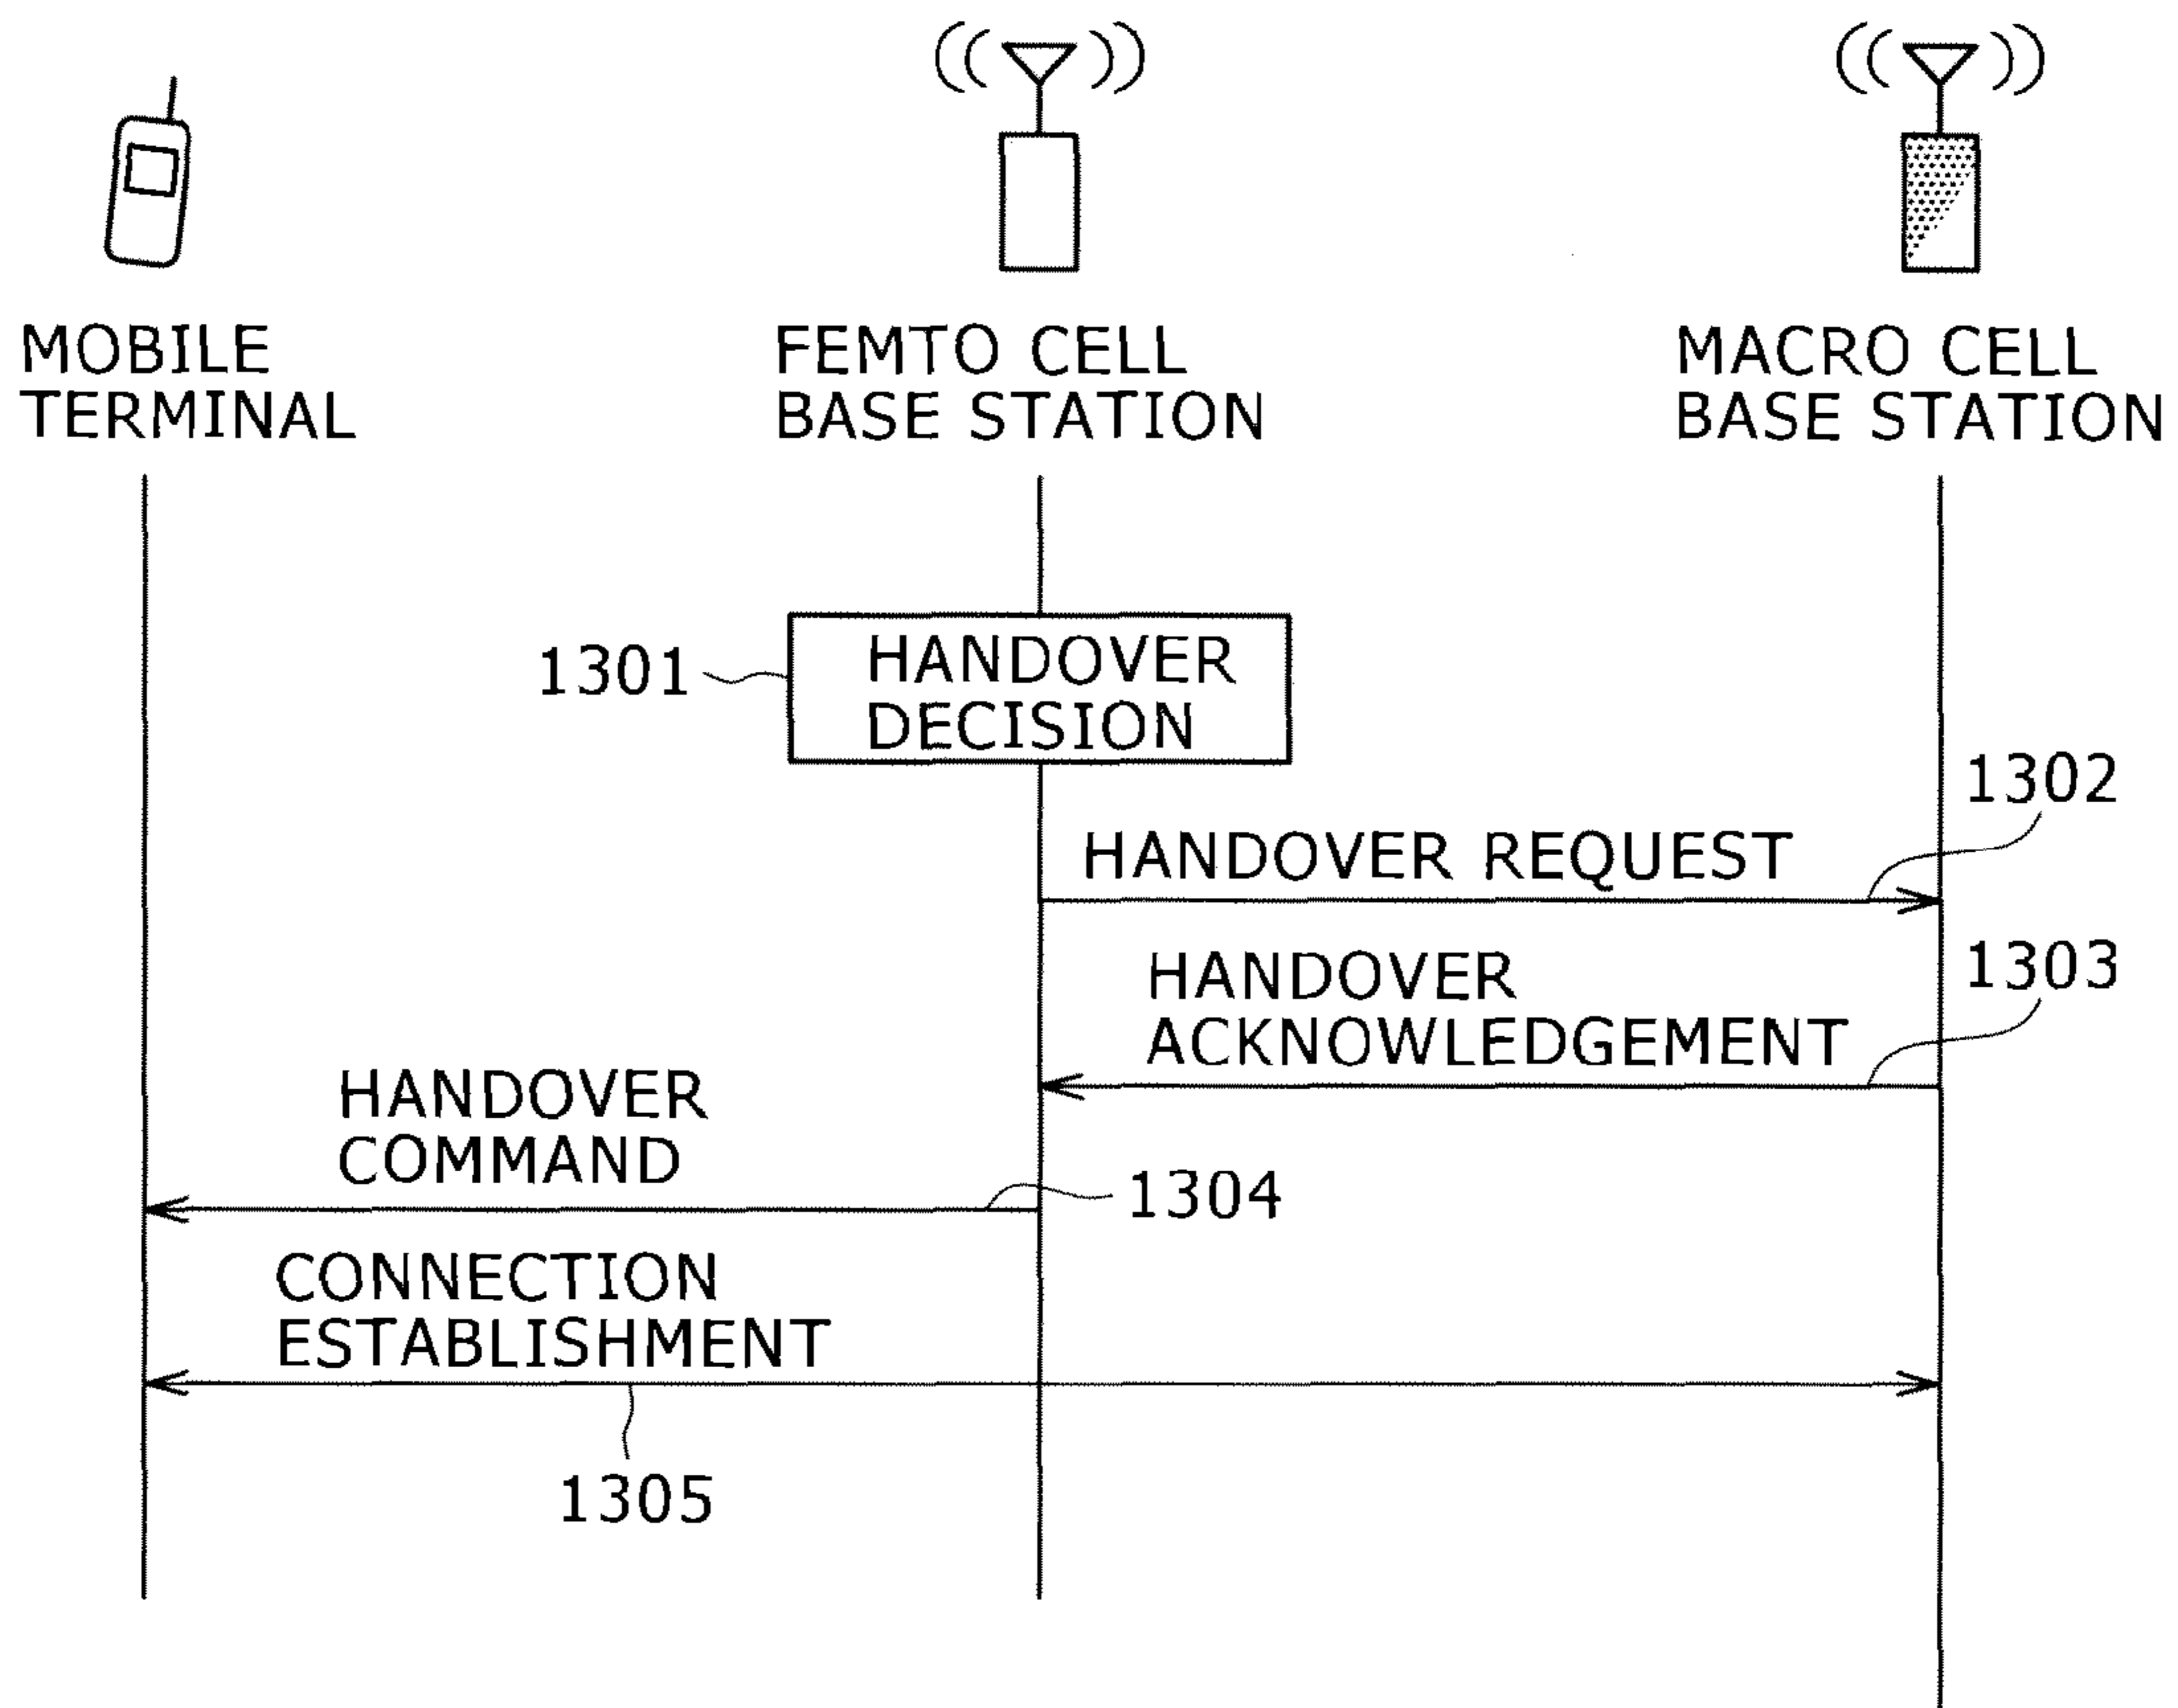 MOBILE
TERMINAL
FEMTO CELL
BASE STATION
MACRO CELL
BASE STATION
1301
HANDOVER
DECISION
1302
HANDOVER REQUEST
1303
HANDOVER
ACKNOWLEDGEMENT
HANDOVER
COMMAND
1304
CONNECTION
ESTABLISHMENT
1305